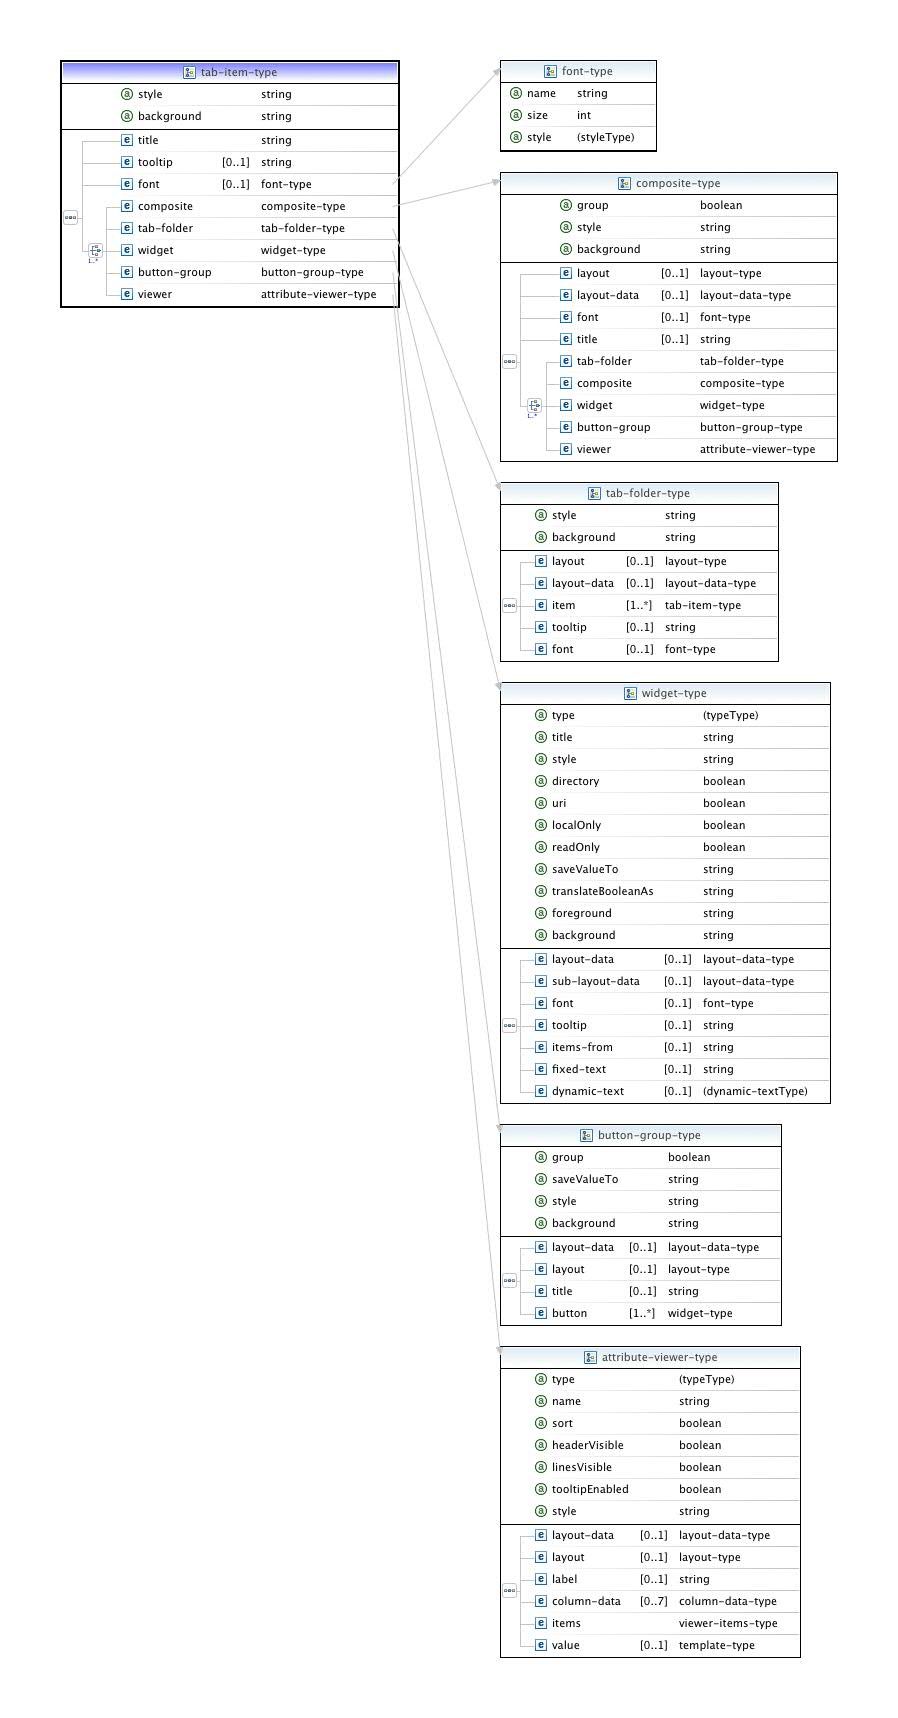 tab-item-type
a style string
a background string
e title string
e tooltip [0..1] string
e font [0..1] font-type
e composite composite-type
e tab-folder tab-folder-type
e widget widget-type
1..*
e button-group button-group-type
e viewer attribute-viewer-type
font-type
a name string
a size int
a style (styleType)
composite-type
a group boolean
a style string
a background string
e layout [0..1] layout-type
e layout-data [0..1] layout-data-type
e font [0..1] font-type
e title [0..1] string
e tab-folder tab-folder-type
e composite composite-type
e widget widget-type
1..*
e button-group button-group-type
e viewer attribute-viewer-type
tab-folder-type
a style string
a background string
e layout [0..1] layout-type
e layout-data [0..1] layout-data-type
e item [1..*] tab-item-type
e tooltip [0..1] string
e font [0..1] font-type
widget-type
a type (typeType)
a title string
a style string
a directory boolean
a uri boolean
a localOnly boolean
a readOnly boolean
a saveValueTo string
a translateBooleanAs string
a foreground string
a background string
e layout-data [0..1] layout-data-type
e sub-layout-data [0..1] layout-data-type
e font [0..1] font-type
e tooltip [0..1] string
e items-from [0..1] string
e fixed-text [0..1] string
e dynamic-text [0..1] (dynamic-textType)
button-group-type
a group boolean
a saveValueTo string
a style string
a background string
e layout-data [0..1] layout-data-type
e layout [0..1] layout-type
e title [0..1] string
e button [1..*] widget-type
attribute-viewer-type
a type (typeType)
a name string
a sort boolean
a headerVisible boolean
a linesVisible boolean
a tooltipEnabled boolean
a style string
e layout-data [0..1] layout-data-type
e layout [0..1] layout-type
e label [0..1] string
e column-data [0..7] column-data-type
e items viewer-items-type
e value [0..1] template-type